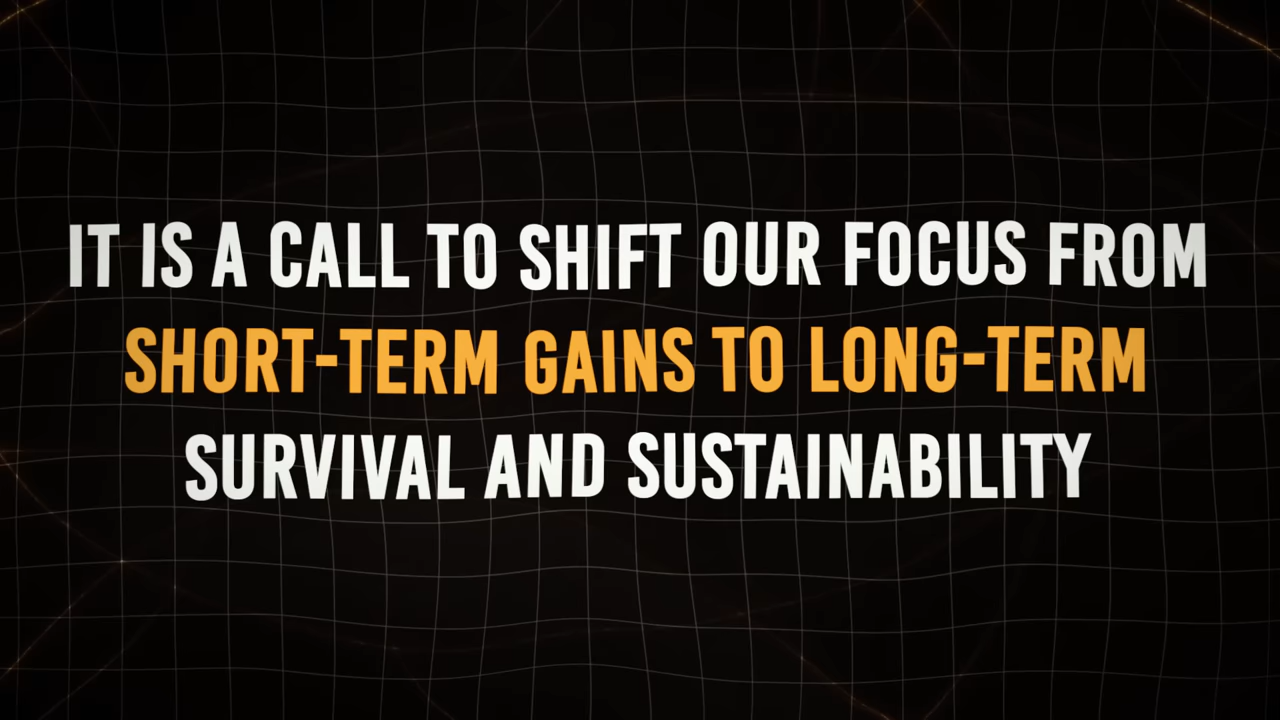 IT IS A CALL TO SHIFT OUR FOCUS FROM
SHORT-TERM GAINS TO LONG-TERM
SURVIVAL AND SUSTAINABILITY